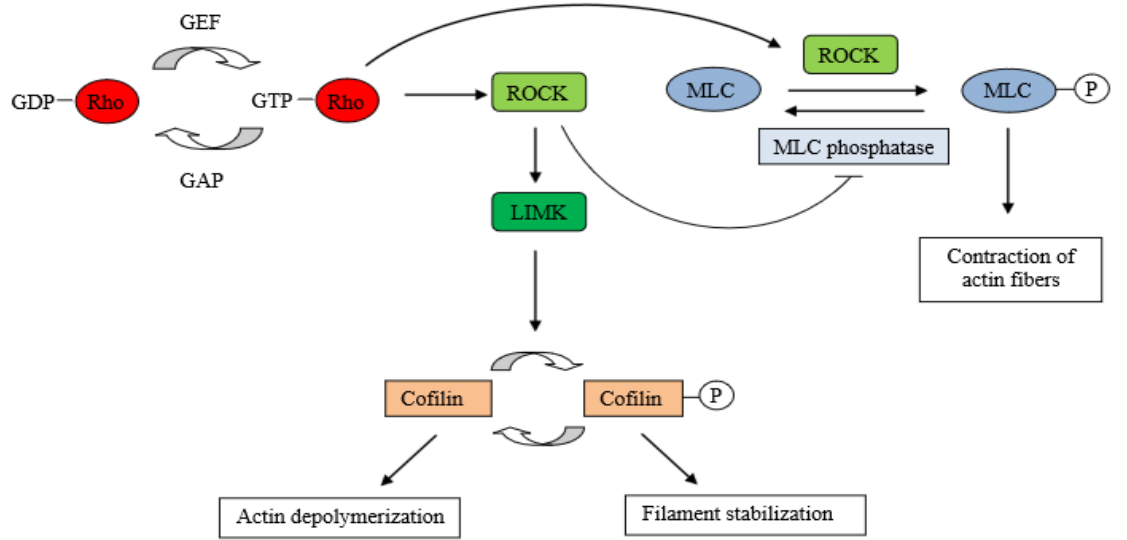 GEF
GDP Rho
GTP Rho
GAP
ROCK
LIMK
ROCK
MLC
MLC P
MLC phosphatase
Contraction of
actin fibers
Cofilin
Cofilin P
Actin depolymerization
Filament stabilization